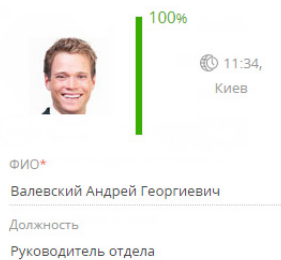 100%
11:34,
Киев
ФИО*
Валевский Андрей Георгиевич
Должность
Руководитель отдела